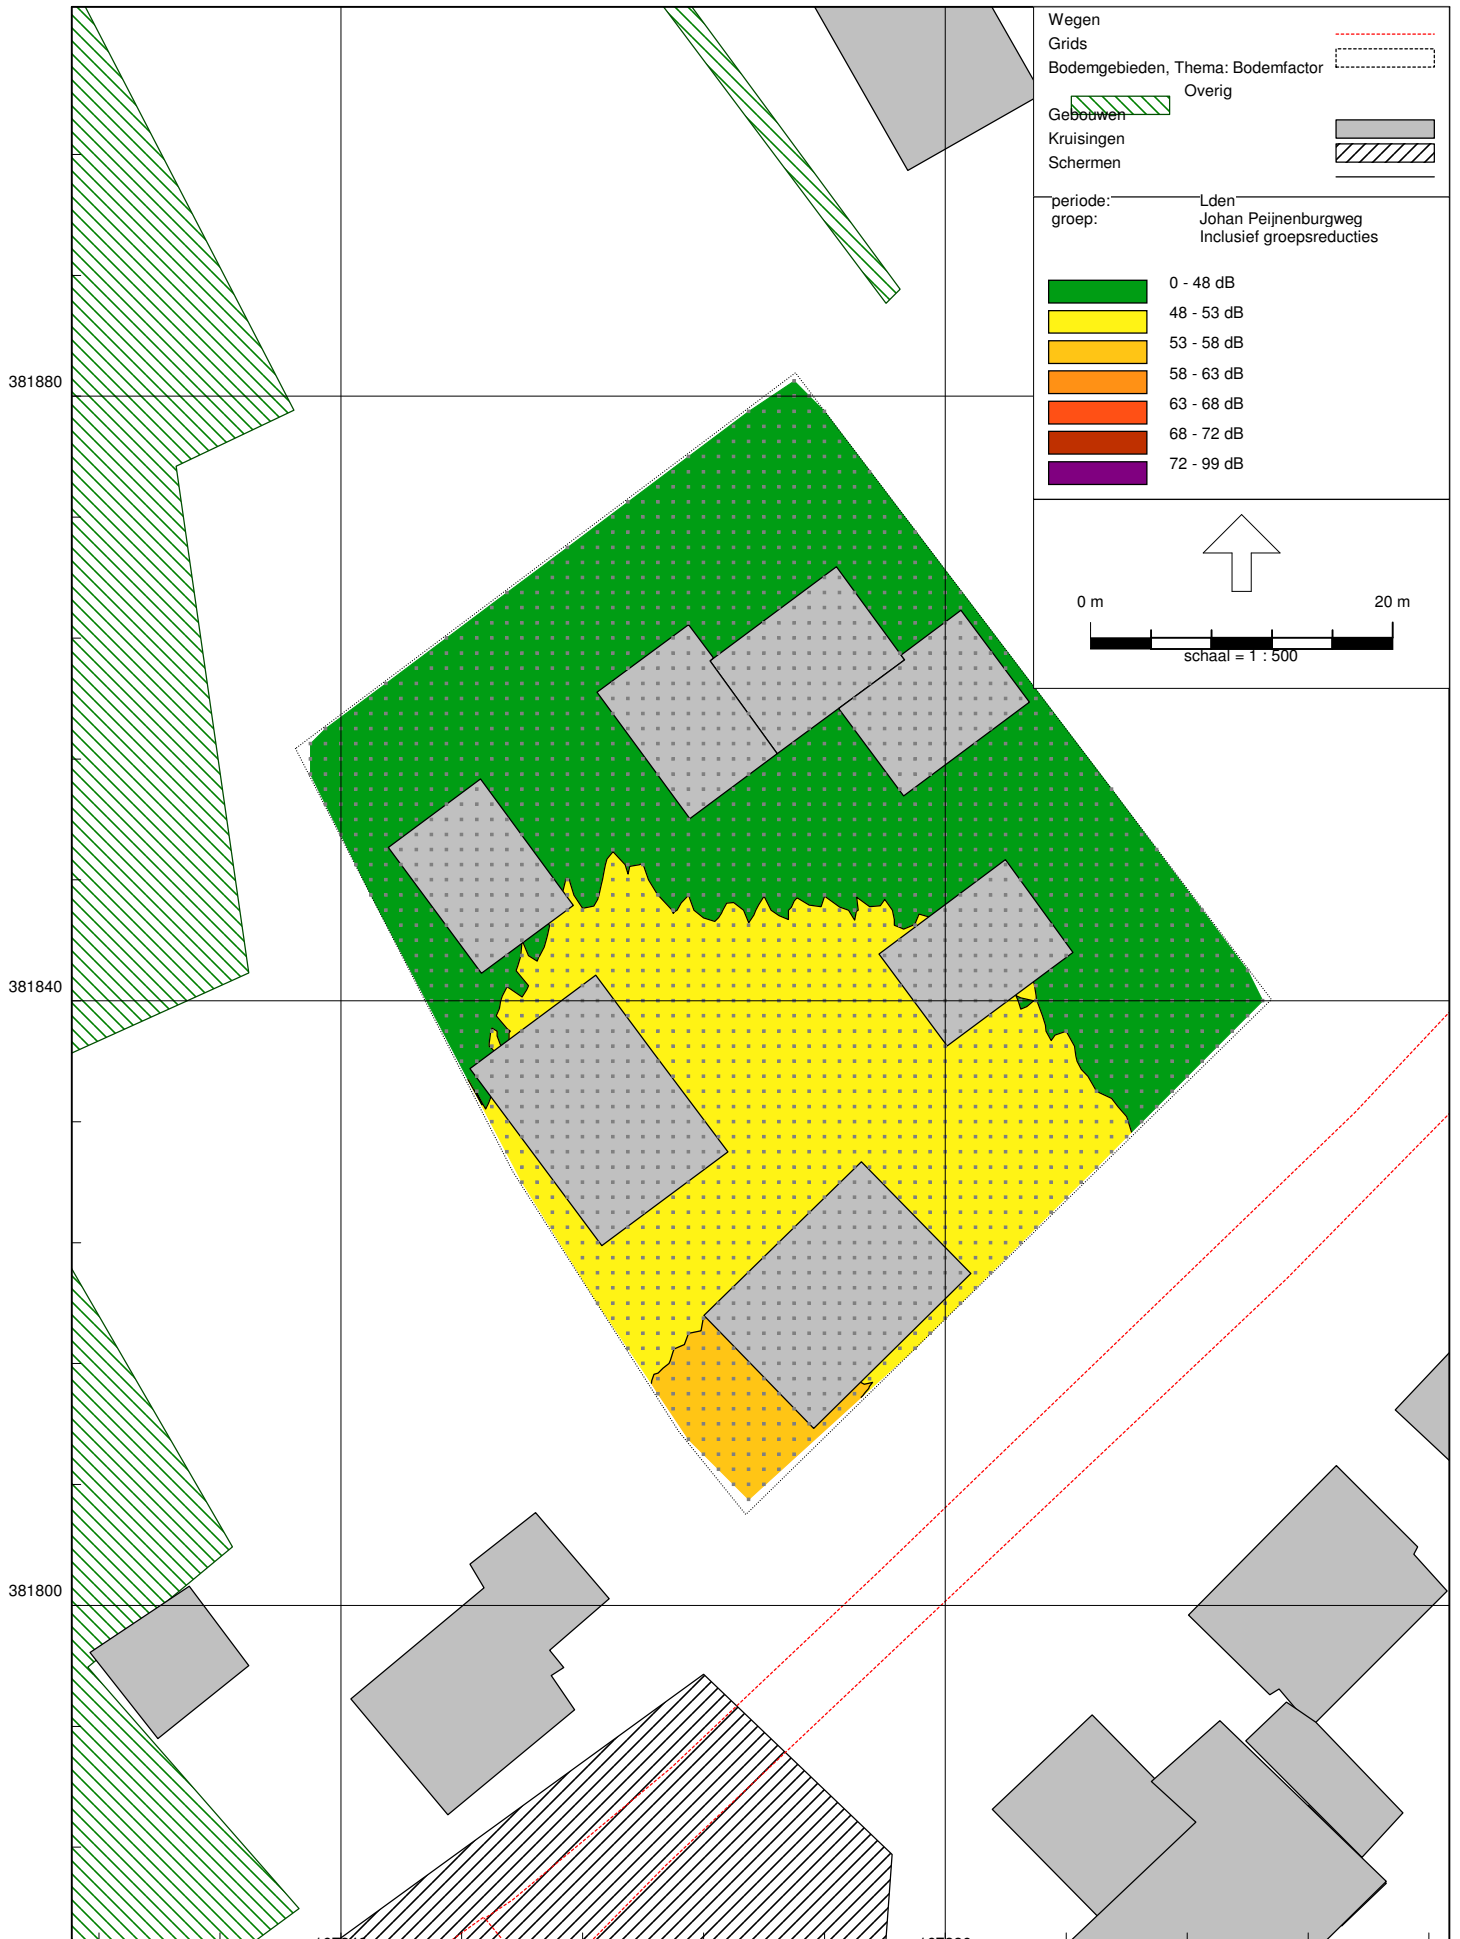 Wegen
Grids
Bodemgebieden, Thema: Bodemfactor
Overig
Gebouwen
Kruisingen
Schermen
periode: Lden
groep: Johan Peijnenburgweg
Inclusief groepsreducties
0 - 48 dB
48 - 53 dB
53 - 58 dB
58 - 63 dB
63 - 68 dB
68 - 72 dB
72 - 99 dB
0 m 20 m
schaal = 1 : 500
381880
381840
381800